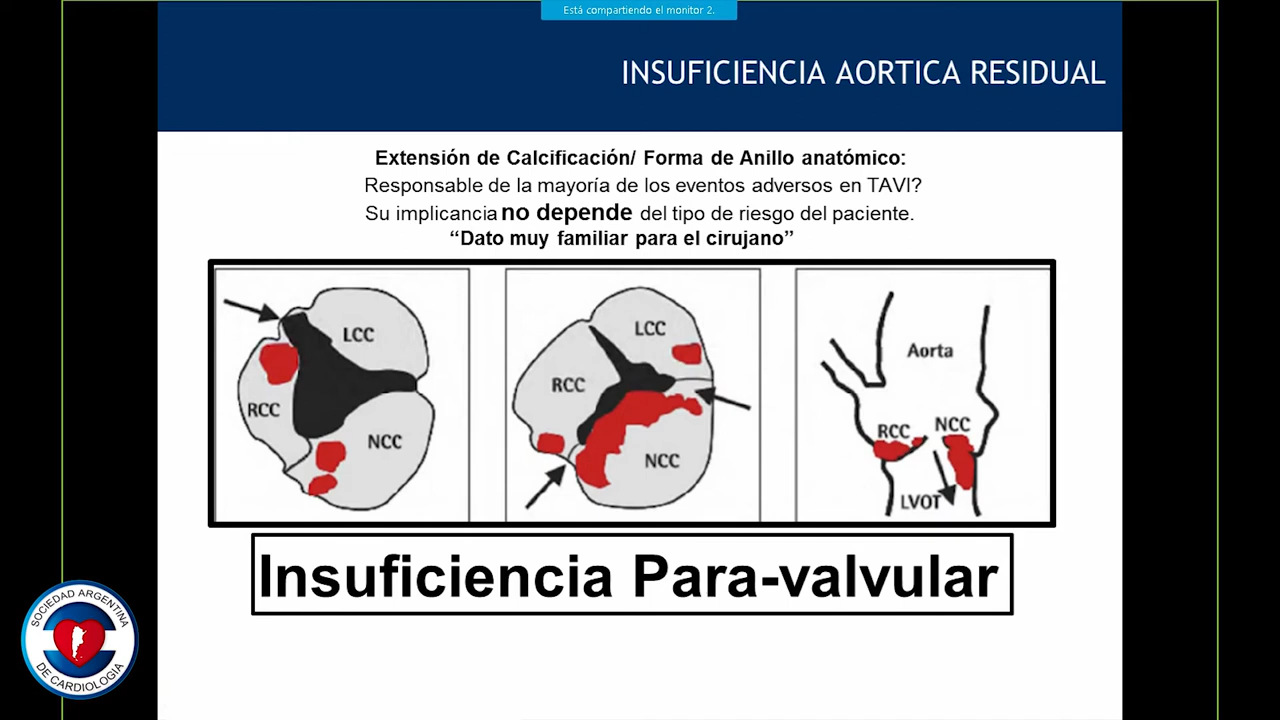 Está compartiendo el monitor 2.
INSUFICIENCIA AORTICA RESIDUAL
Extensión de Calcificación/ Forma de Anillo anatómico:
Responsable de la mayoría de los eventos adversos en TAVI?
Su implicancia no depende del tipo de riesgo del paciente.
“Dato muy familiar para el cirujano”
LCC
RCC
NCC
LCC
RCC
NCC
Aorta
RCC
NCC
LVOT
Insuficiencia Para-valvular
SOCIEDAD ARGENTINA
DE CARDIOLOGIA